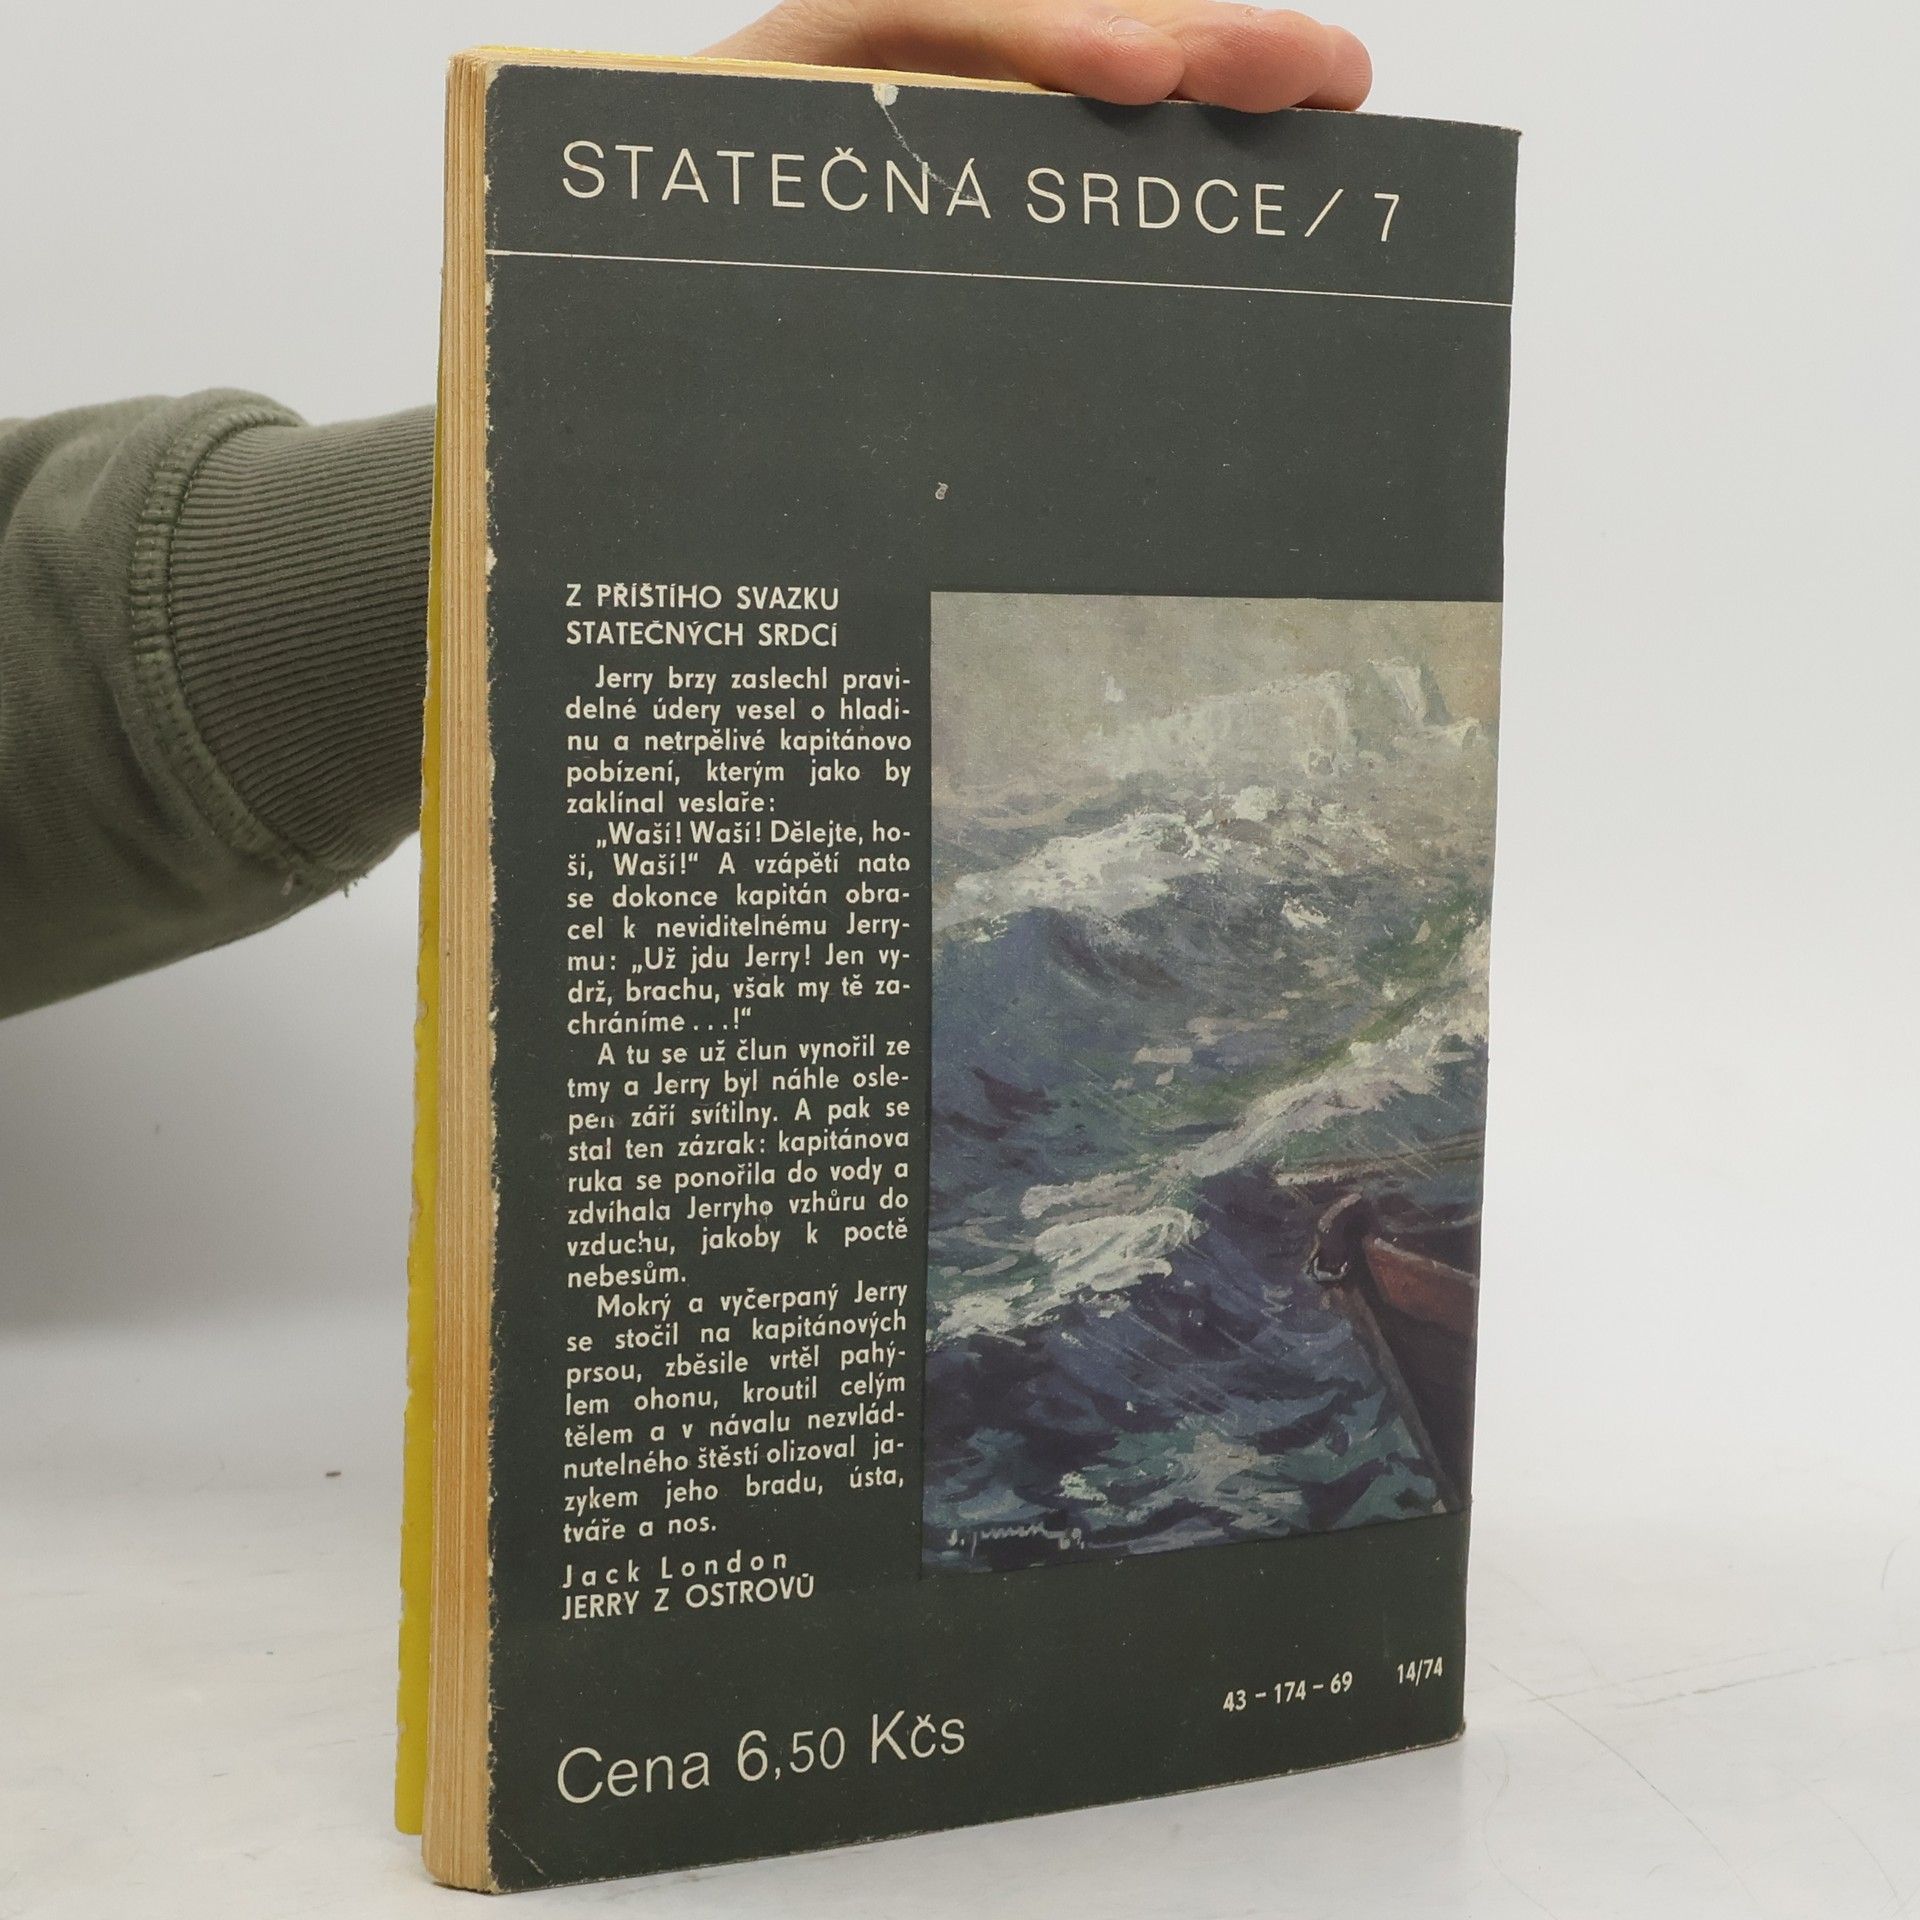 STATEČNÁ SRDCE / 7
Z PŘÍŠTÍHO SVAZKU
STATEČNÝCH SRDCÍ
Jerry brzy zaslechl pravi-
delné údery vesel o hladi-
nu a netrpělivé kapitánovo
pobízení, kterým jako by
zaklínal veslaře:
„Waší! Waší! Dělejte, ho-
ši, Waší!“ A vzápětí nato
se dokonce kapitán obra-
cel k neviditelnému Jerry-
mu: „Už jdu Jerry! Jen vy-
drž, brachu, však my tě za-
chráníme...!“
A tu se už člun vynořil ze
tmy a Jerry byl náhle osle-
pen září svítilny. A pak se
stal ten zázrak: kapitánova
ruka se ponořila do vody a
zdvíhala Jerryho vzhůru do
vzduchu, jakoby k poctě
nebesům.
Mokrý a vyčerpaný Jerry
se stočil na kapitánových
prsou, zběsile vrtěl pahý-
lem ohonu, kroutil celým
tělem a v návalu nezvlád-
nutelného štěstí olizoval ja-
zykem jeho bradu, ústa,
tváře a nos.
Jack London
JERRY Z OSTROVŮ
43 - 174 - 69 14/74
Cena 6,50 Kčs